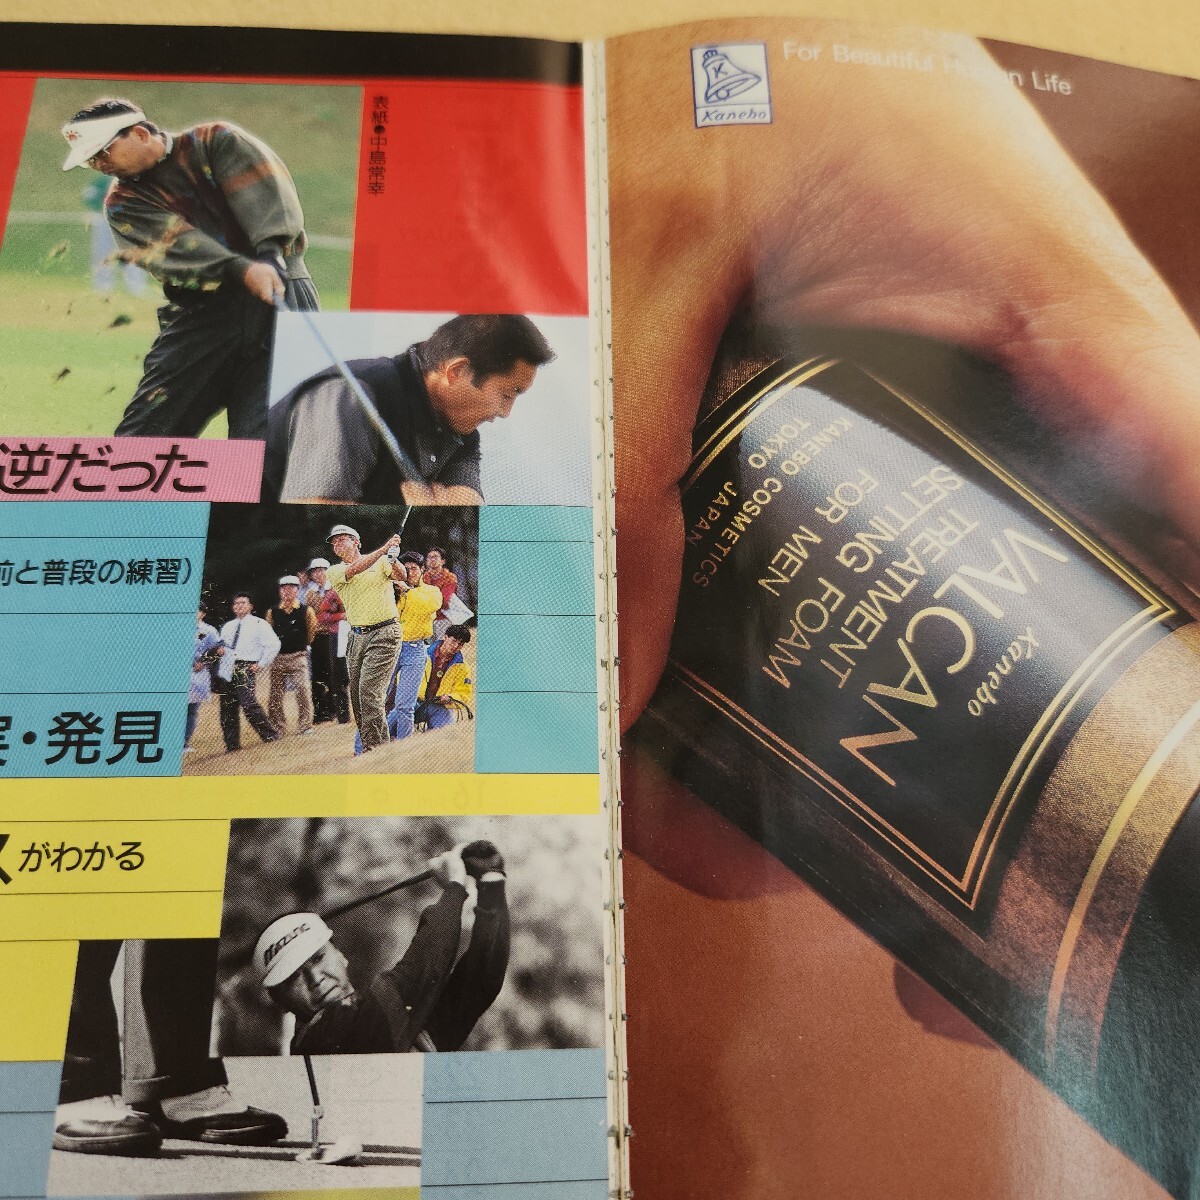 表紙●中島常幸
逆だった
前と普段の練習)
実・発見
がわかる
MIZUNO
K
Kanebo
For Beautiful Human Life
Kanebo
VALCAN
TREATMENT
SETTING FOAM
FOR MEN
KANEBO COSMETICS
TOKYO JAPAN